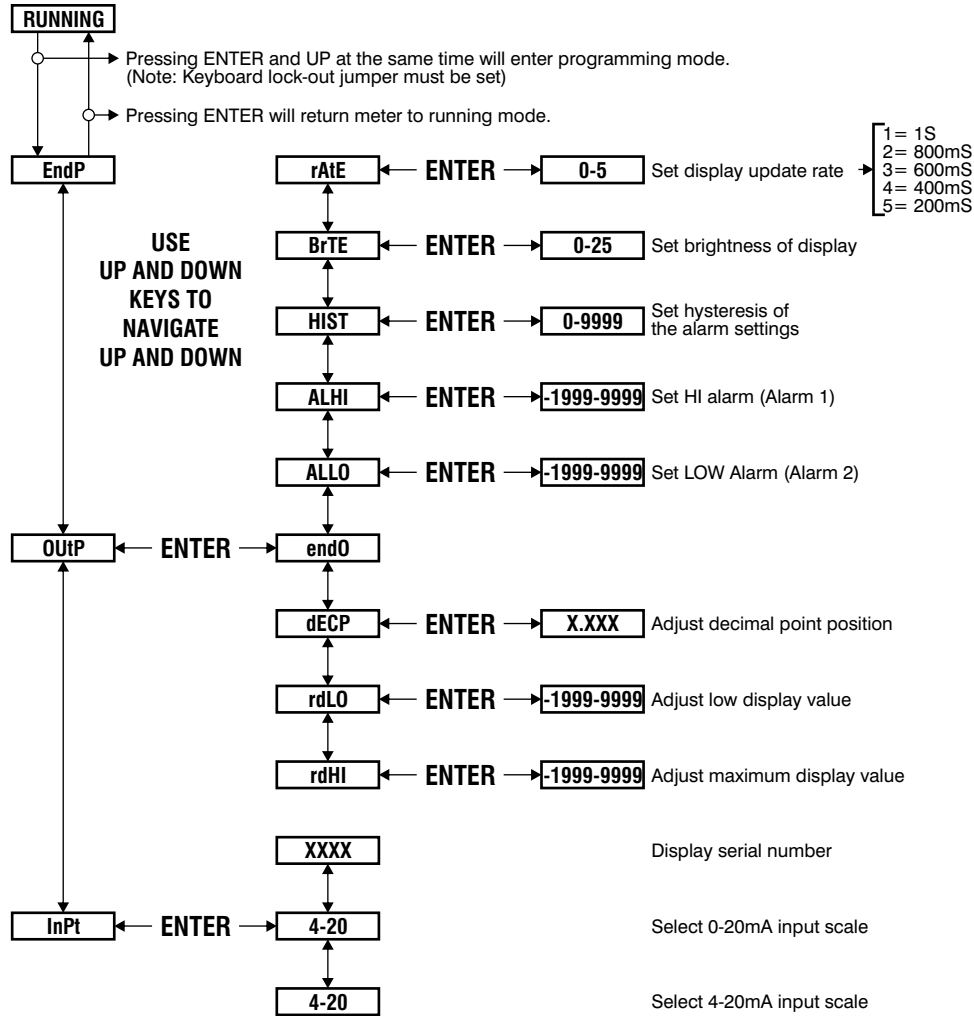 RUNNING
Pressing ENTER and UP at the same time will enter programming mode.
(Note: Keyboard lock-out jumper must be set)
Pressing ENTER will return meter to running mode.
EndP
USE
UP AND DOWN
KEYS TO
NAVIGATE
UP AND DOWN
rAtE ENTER 0-5 Set display update rate
1= 1S
2= 800mS
3= 600mS
4= 400mS
5= 200mS
BrTE ENTER 0-25 Set brightness of display
HIST ENTER 0-9999 Set hysteresis of
the alarm settings
ALHI ENTER -1999-9999 Set HI alarm (Alarm 1)
ALLO ENTER -1999-9999 Set LOW Alarm (Alarm 2)
OUtP ENTER endO
dECP ENTER X.XXX Adjust decimal point position
rdLO ENTER -1999-9999 Adjust low display value
rdHI ENTER -1999-9999 Adjust maximum display value
XXXX Display serial number
InPt ENTER 4-20 Select 0-20mA input scale
4-20 Select 4-20mA input scale